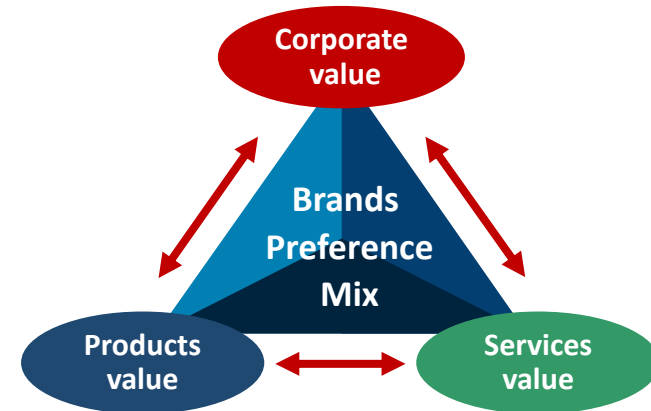 Corporate
value
Brands
Preference
Mix
Products
value
Services
value